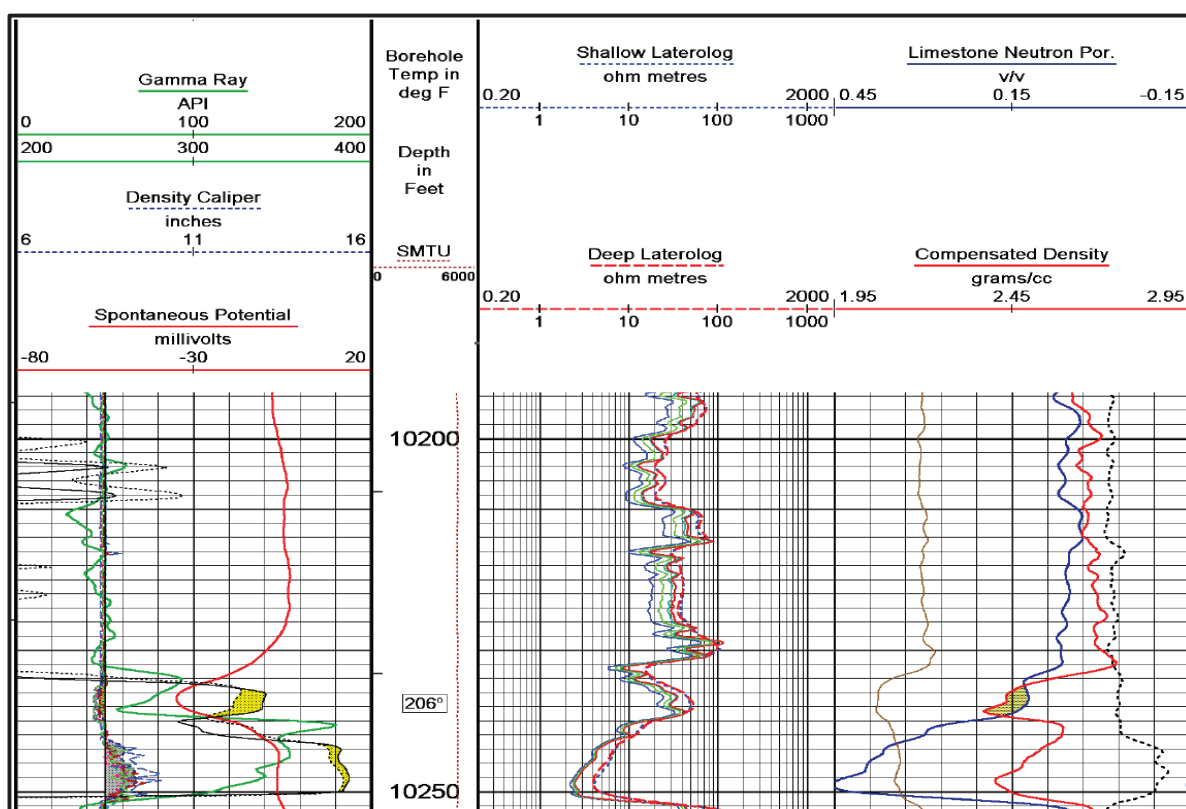 Gamma Ray
API
0 100 200
200 300 400
Density Caliper
inches
6 11 16
Spontaneous Potential
millivolts
-80 -30 20
Borehole
Temp in
deg F
Depth
in
Feet
SMTU
0 6000
Shallow Laterolog
ohm metres
0.20 2000
1 10 100 1000
Deep Laterolog
ohm metres
0.20 2000
1 10 100 1000
Limestone Neutron Por.
v/v
0.45 0.15 -0.15
Compensated Density
grams/cc
1.95 2.45 2.95
10200
206°
10250